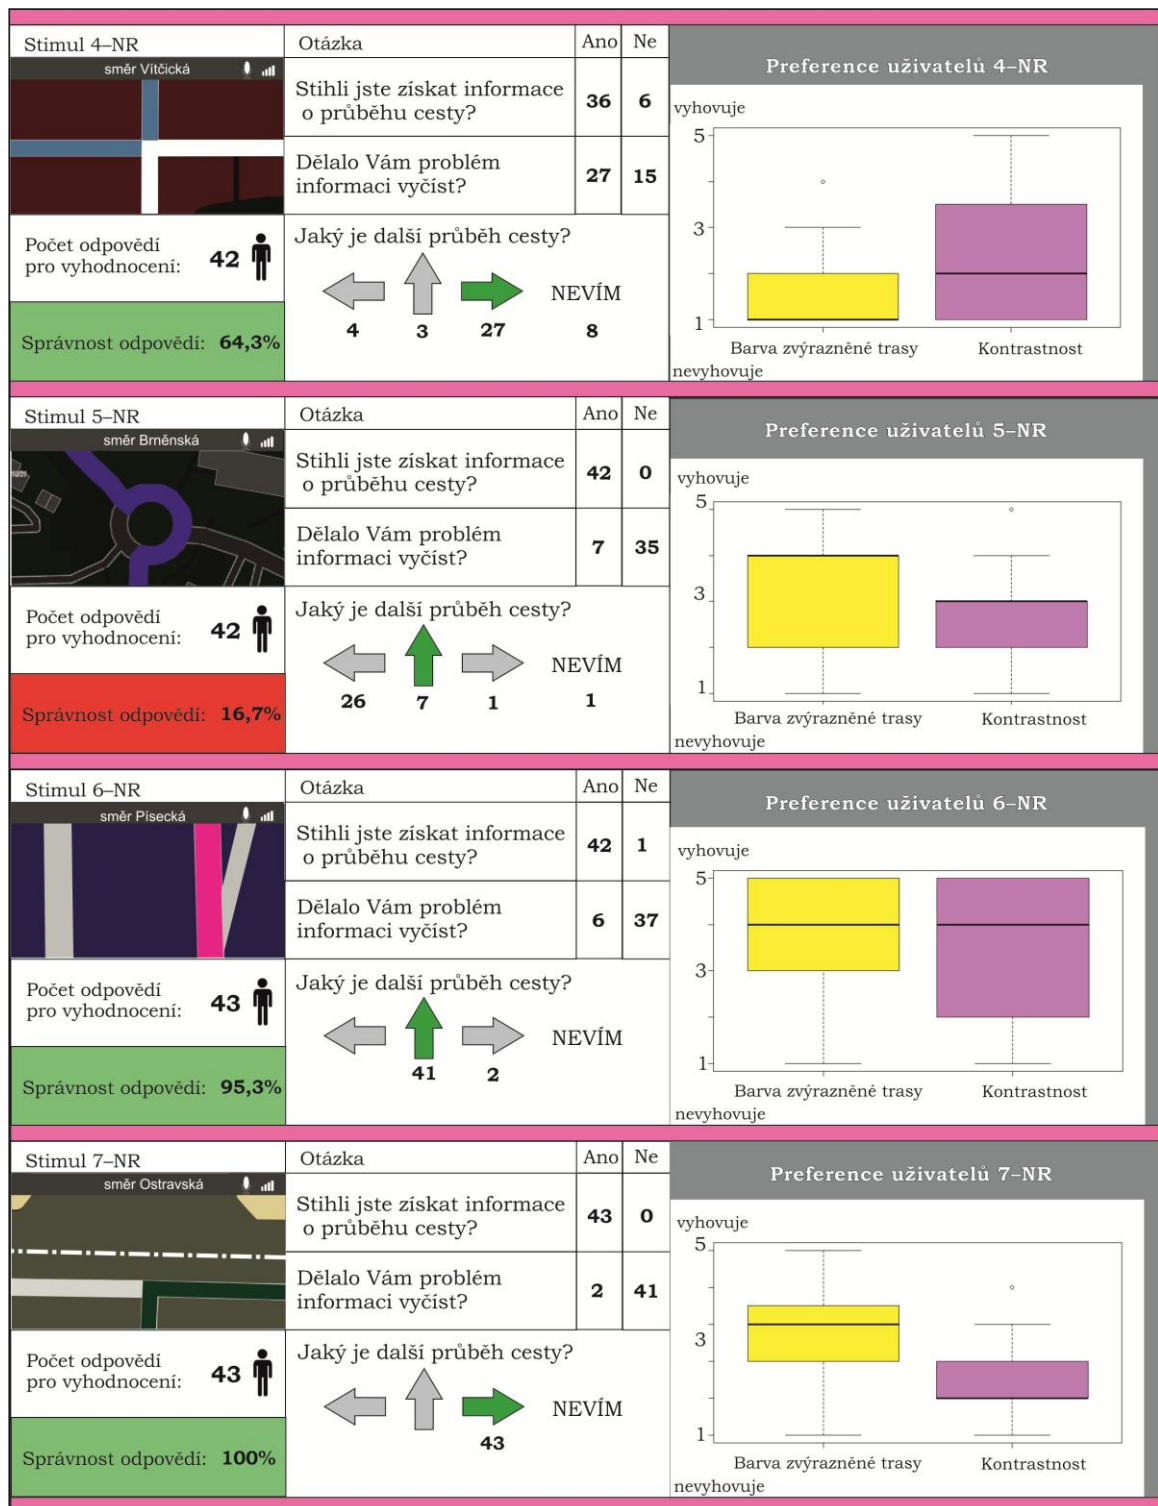 Stimul 4–NR
Otázka
Ano
Ne
směr Vítčická
Stihli jste získat informace
o průběhu cesty?
36
6
Dělalo Vám problém
informaci vyčíst?
27
15
Počet odpovědí
pro vyhodnocení:
42
Správnost odpovědí: 64,3%
Jaký je další průběh cesty?
NEVÍM
4
3
27
8
Preference uživatelů 4–NR
vyhovuje
5
3
1
Barva zvýrazněné trasy
Kontrastnost
nevyhovuje
Stimul 5–NR
Otázka
Ano
Ne
směr Brněnská
Stihli jste získat informace
o průběhu cesty?
42
0
Dělalo Vám problém
informaci vyčíst?
7
35
Počet odpovědí
pro vyhodnocení:
42
Správnost odpovědí: 16,7%
Jaký je další průběh cesty?
NEVÍM
26
7
1
1
Preference uživatelů 5–NR
vyhovuje
5
3
1
Barva zvýrazněné trasy
Kontrastnost
nevyhovuje
Stimul 6–NR
Otázka
Ano
Ne
směr Písecká
Stihli jste získat informace
o průběhu cesty?
42
1
Dělalo Vám problém
informaci vyčíst?
6
37
Počet odpovědí
pro vyhodnocení:
43
Správnost odpovědí: 95,3%
Jaký je další průběh cesty?
NEVÍM
41
2
Preference uživatelů 6–NR
vyhovuje
5
3
1
Barva zvýrazněné trasy
Kontrastnost
nevyhovuje
Stimul 7–NR
Otázka
Ano
Ne
směr Ostravská
Stihli jste získat informace
o průběhu cesty?
43
0
Dělalo Vám problém
informaci vyčíst?
2
41
Počet odpovědí
pro vyhodnocení:
43
Správnost odpovědí: 100%
Jaký je další průběh cesty?
NEVÍM
43
Preference uživatelů 7–NR
vyhovuje
5
3
1
Barva zvýrazněné trasy
Kontrastnost
nevyhovuje